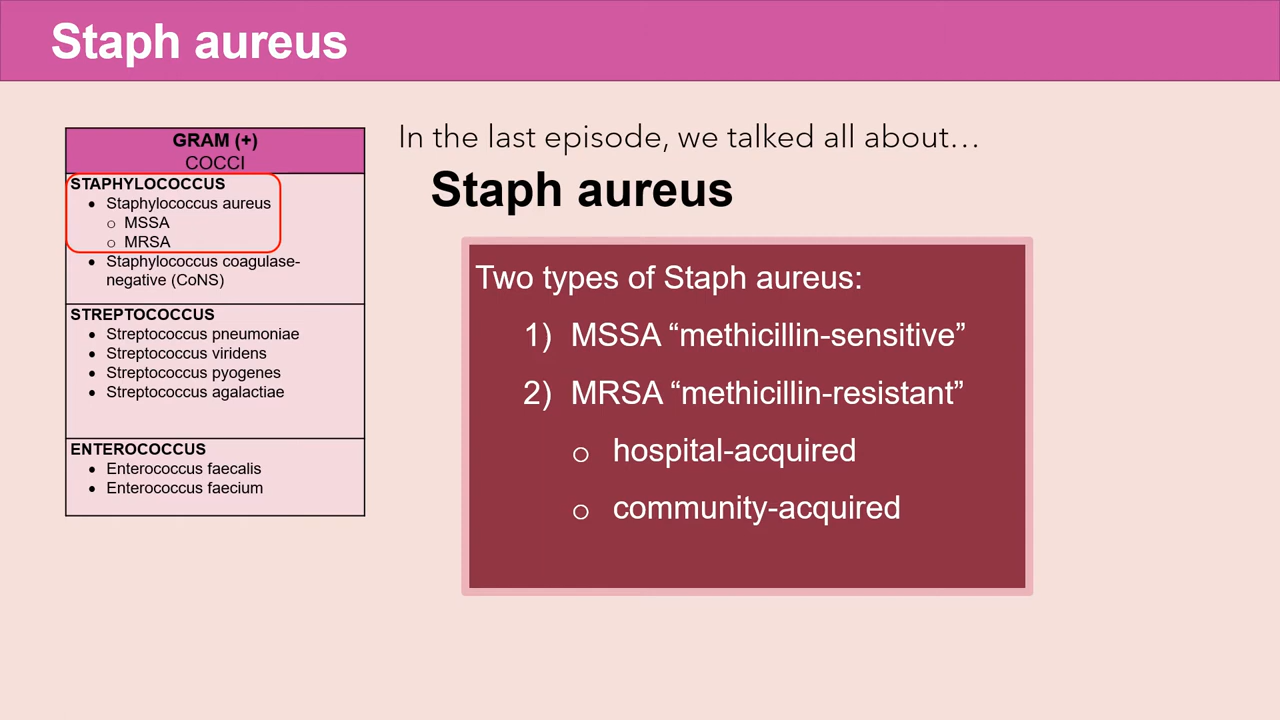 Staph aureus
GRAM (+)
COCCI
STAPHYLOCOCCUS
• Staphylococcus aureus
o MSSA
o MRSA
• Staphylococcus coagulase-
negative (CoNS)
STREPTOCOCCUS
• Streptococcus pneumoniae
• Streptococcus viridens
• Streptococcus pyogenes
• Streptococcus agalactiae
ENTEROCOCCUS
• Enterococcus faecalis
• Enterococcus faecium
In the last episode, we talked all about…
Staph aureus
Two types of Staph aureus:
1) MSSA “methicillin-sensitive”
2) MRSA “methicillin-resistant”
o hospital-acquired
o community-acquired